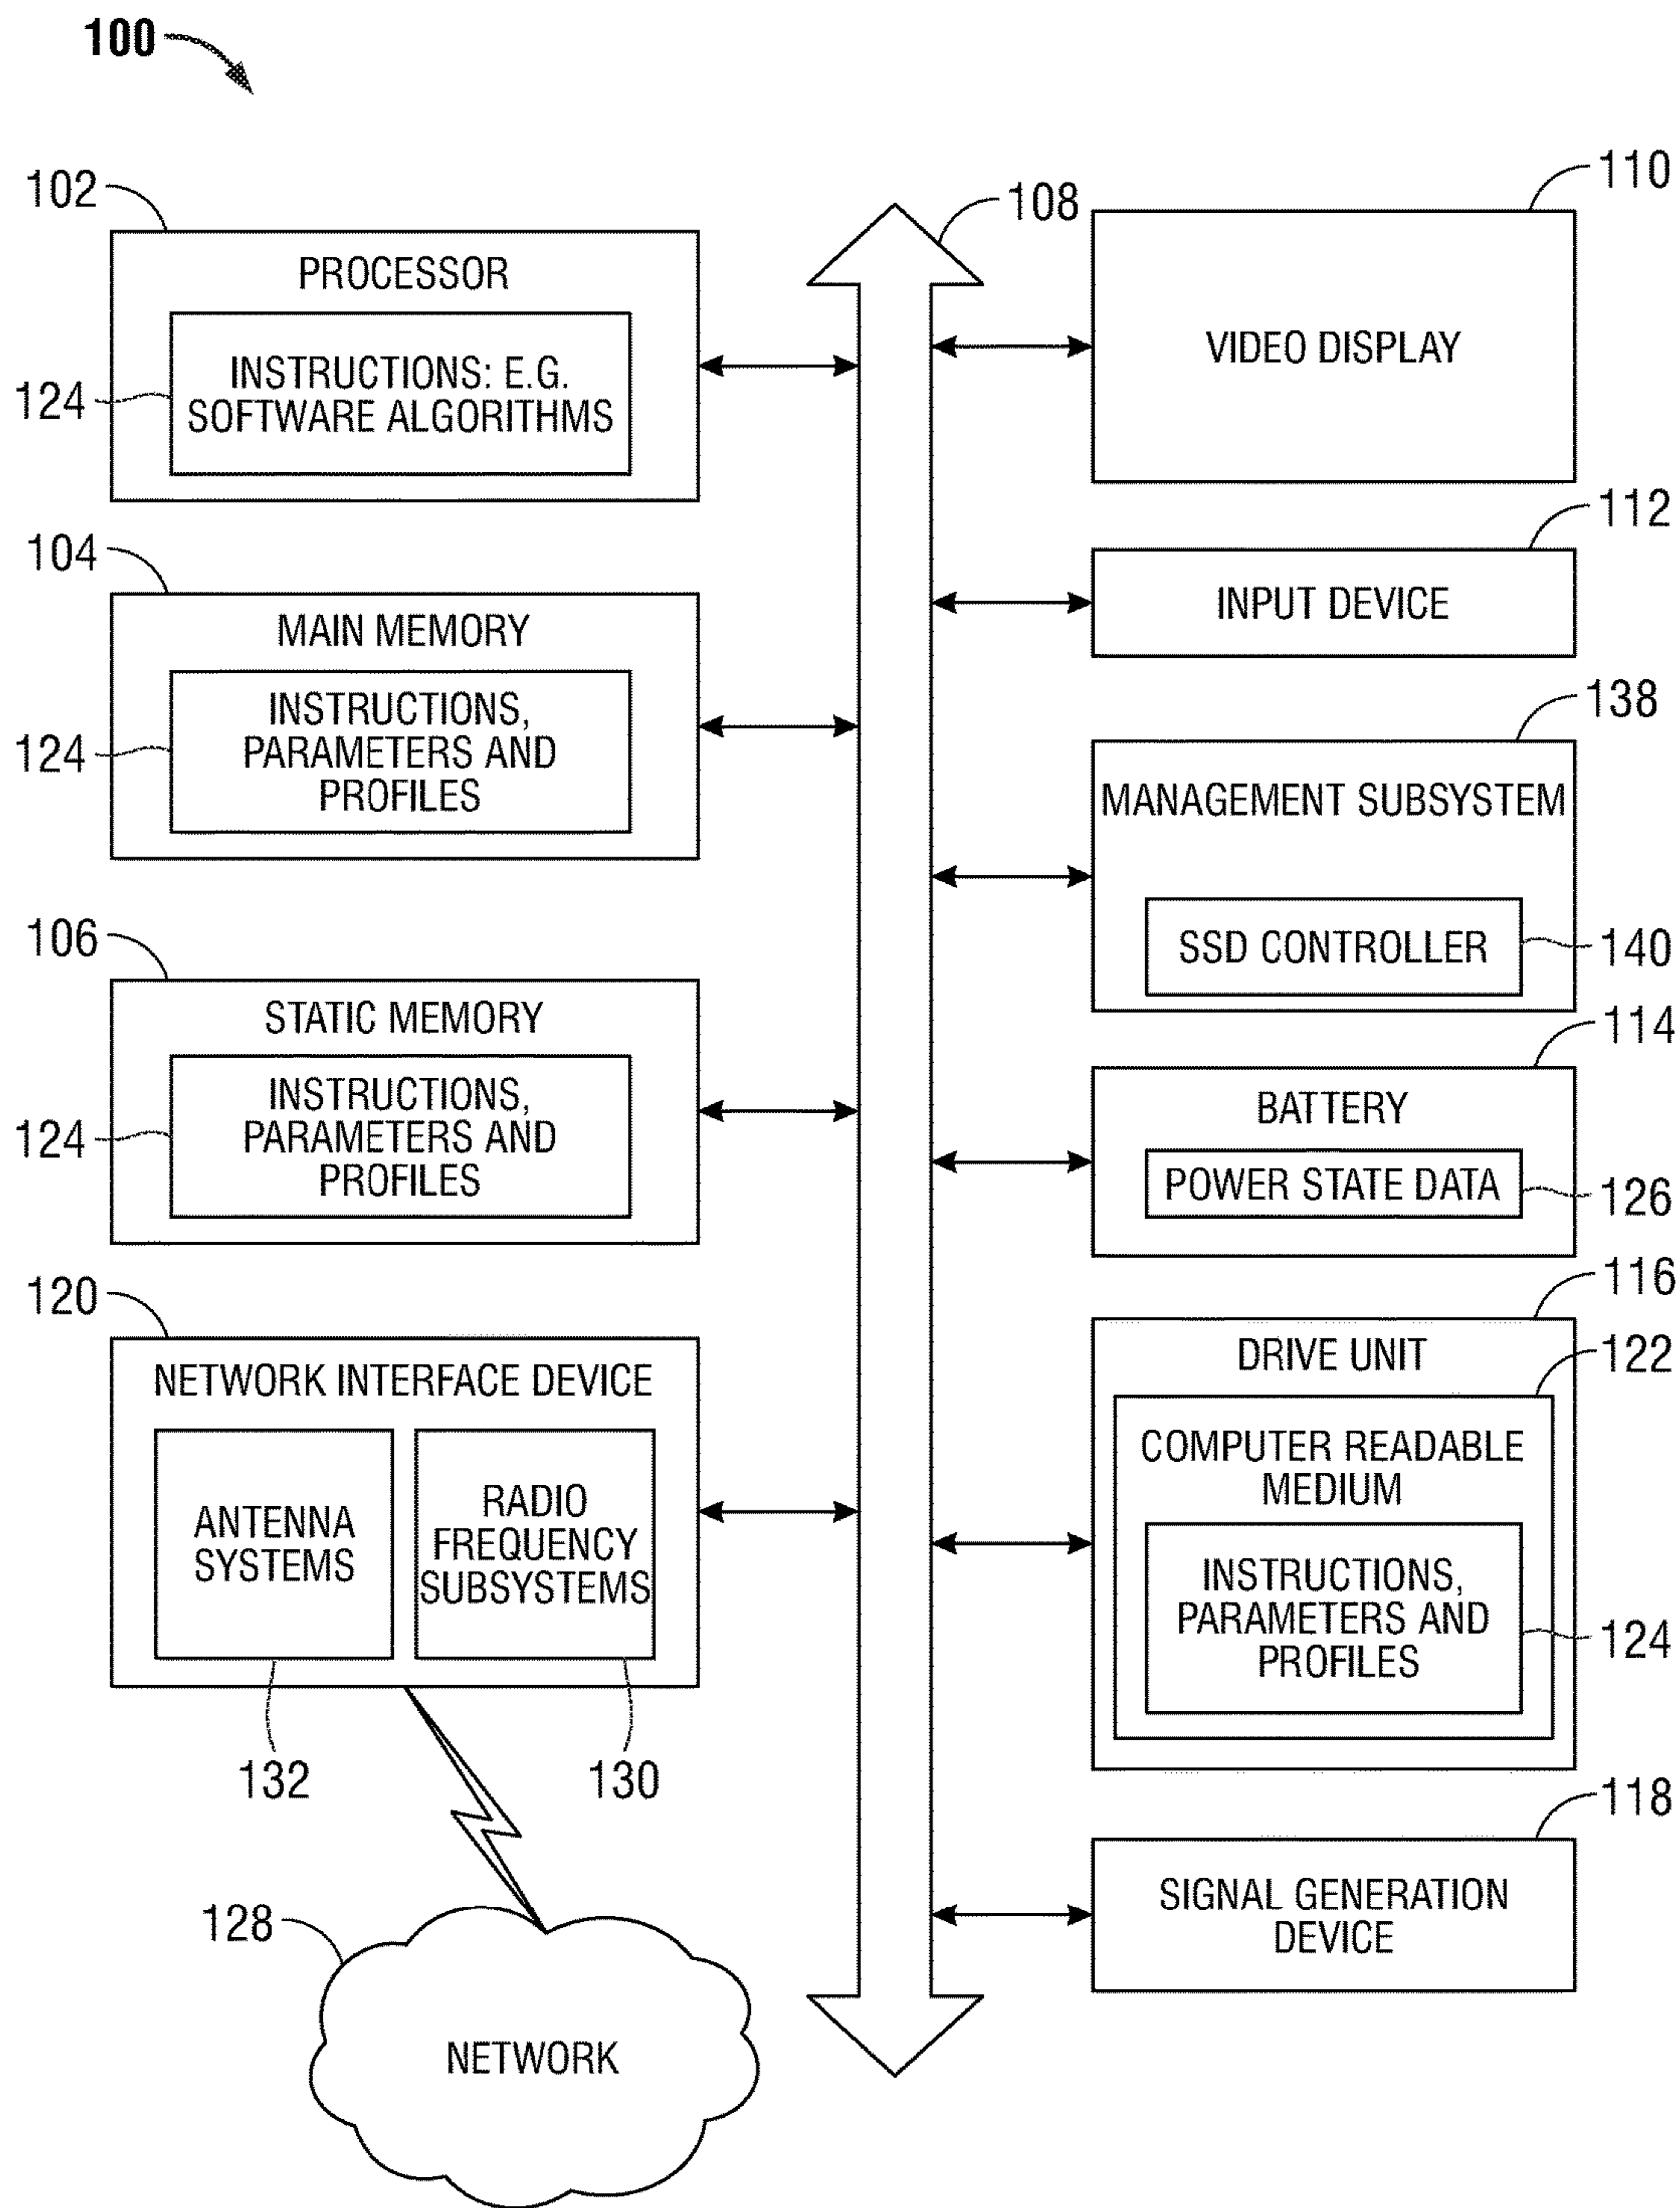 100
102
PROCESSOR
INSTRUCTIONS: E.G.
SOFTWARE ALGORITHMS
124
104
MAIN MEMORY
INSTRUCTIONS,
PARAMETERS AND
PROFILES
124
106
STATIC MEMORY
INSTRUCTIONS,
PARAMETERS AND
PROFILES
124
120
NETWORK INTERFACE DEVICE
ANTENNA
SYSTEMS
RADIO
FREQUENCY
SUBSYSTEMS
132
130
128
NETWORK
108
110
VIDEO DISPLAY
112
INPUT DEVICE
138
MANAGEMENT SUBSYSTEM
SSD CONTROLLER
140
114
BATTERY
POWER STATE DATA
126
116
DRIVE UNIT
122
COMPUTER READABLE
MEDIUM
INSTRUCTIONS,
PARAMETERS AND
PROFILES
124
118
SIGNAL GENERATION
DEVICE